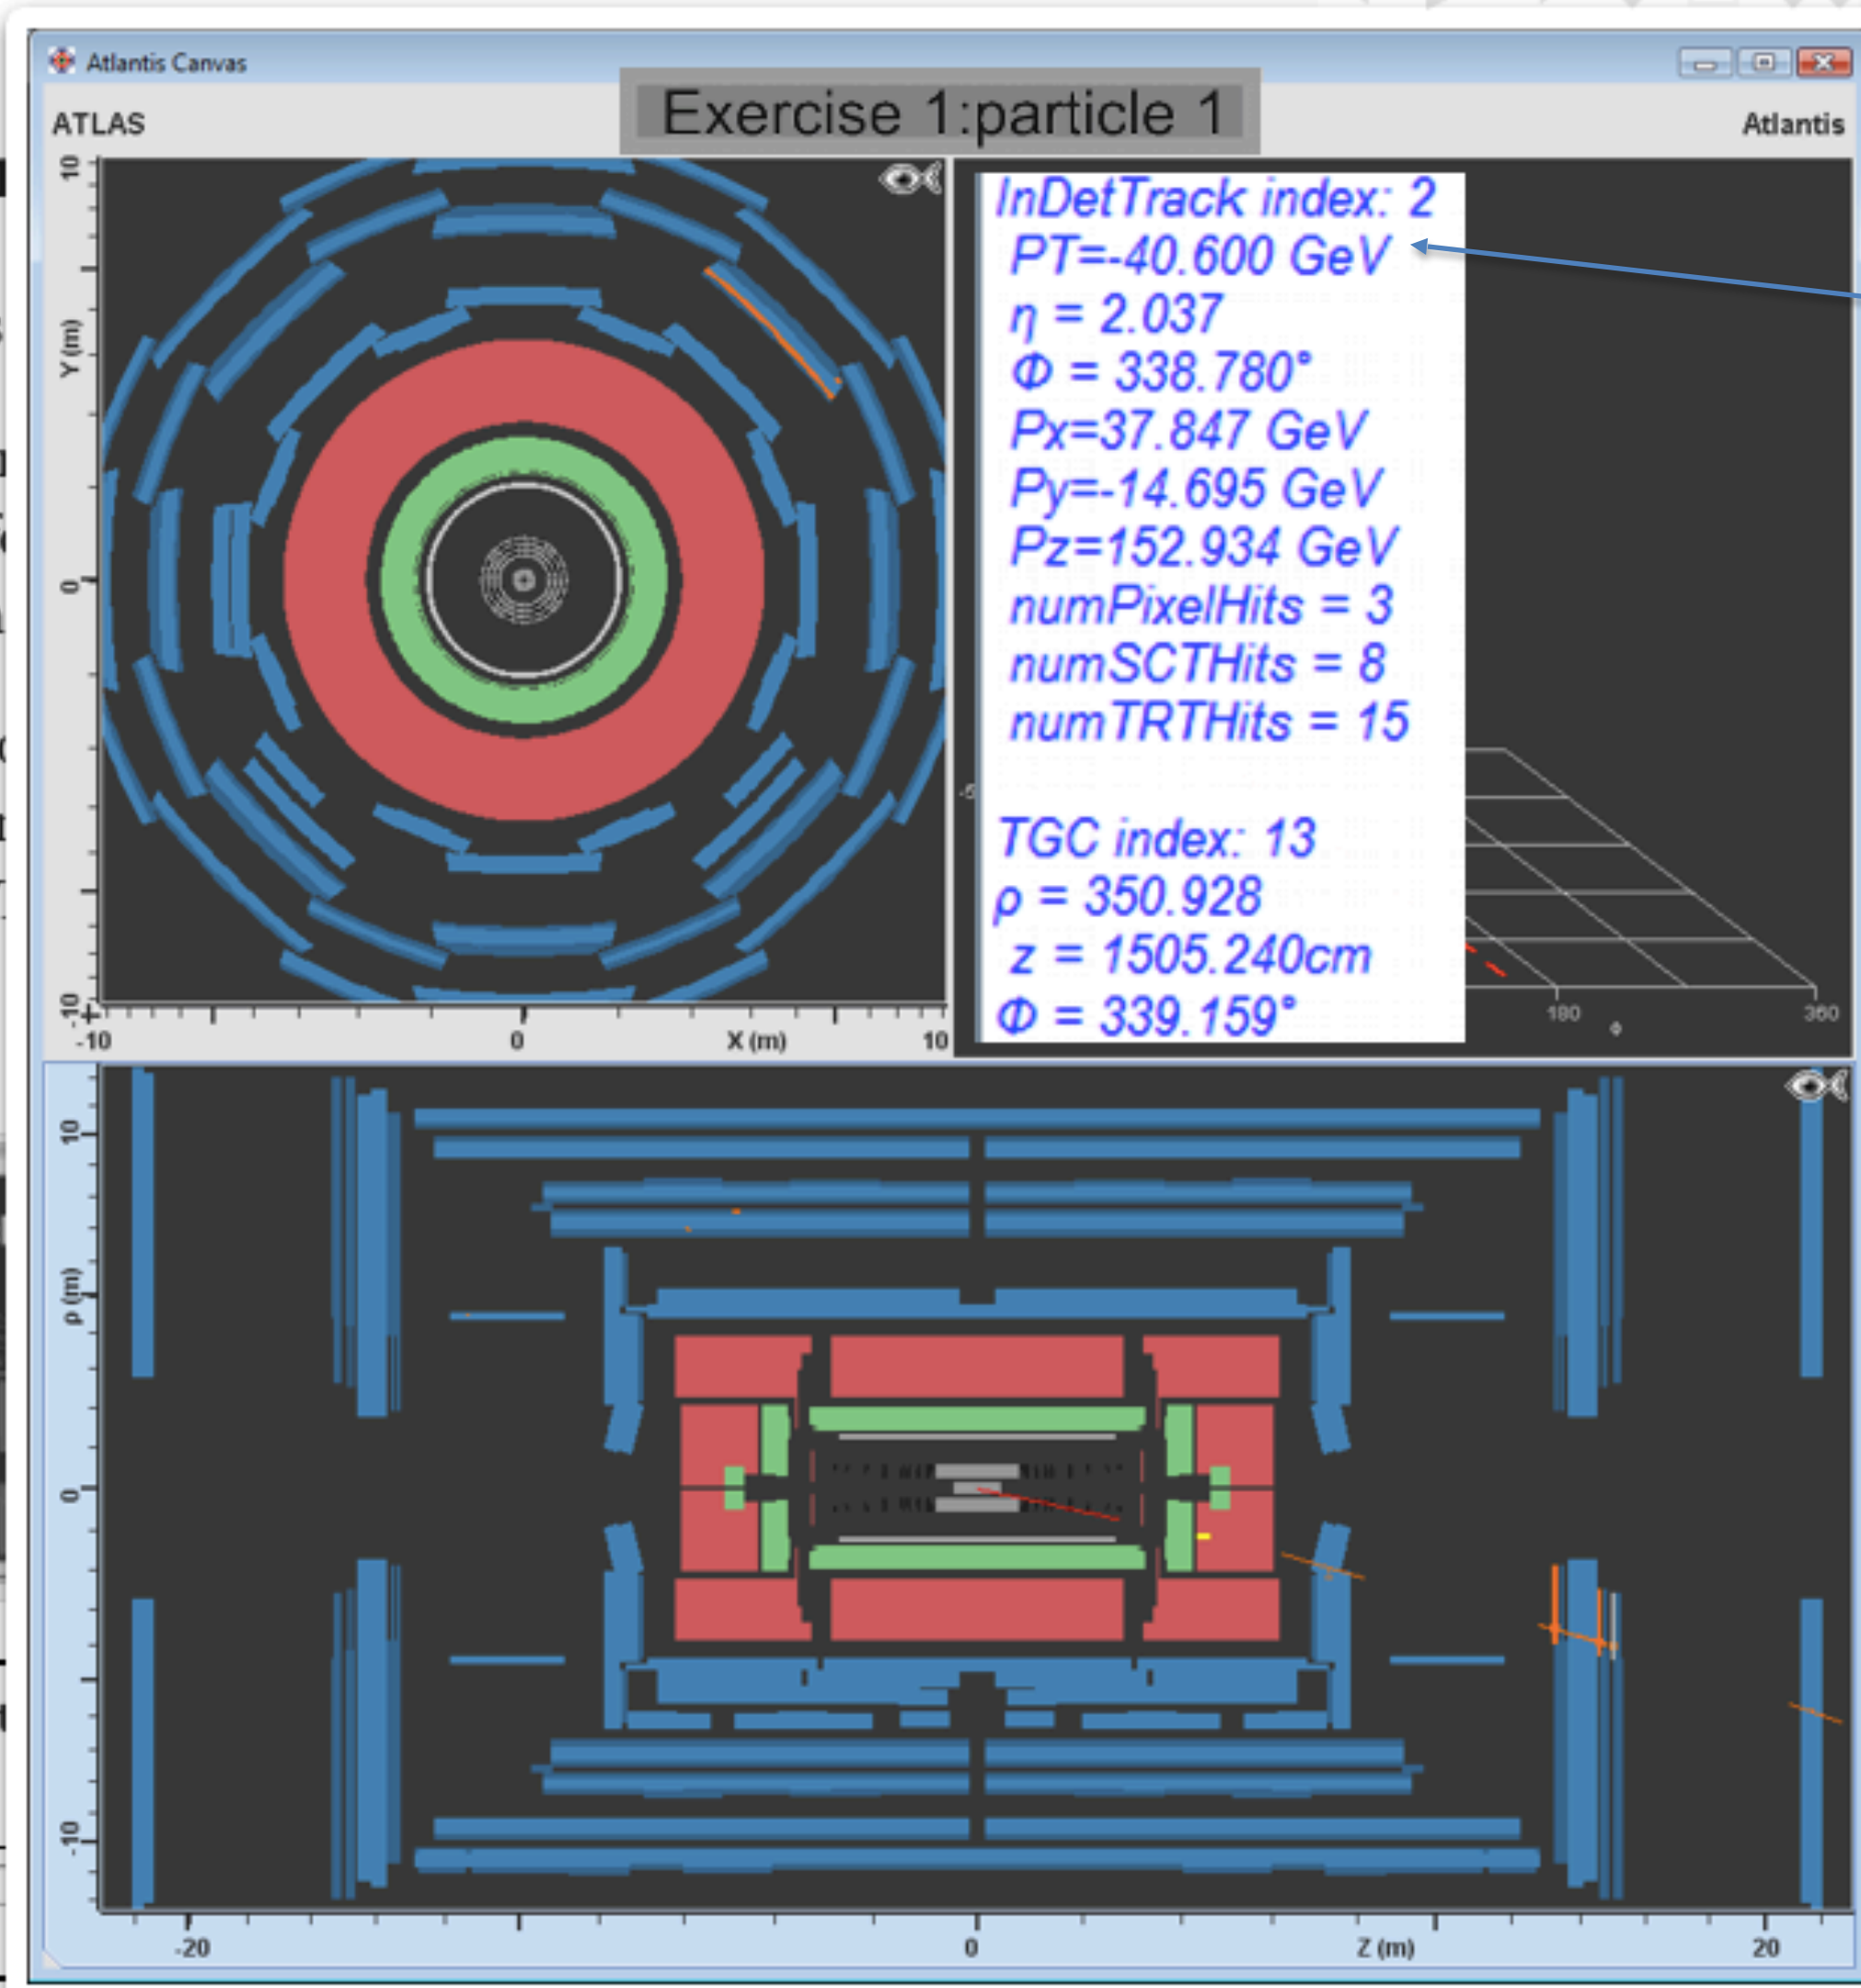 Atlantis Canvas
ATLAS
Exercise 1:particle 1
Atlantis
10
Y (m)
0
-10
-10 0 X (m) 10
InDetTrack index: 2
PT=-40.600 GeV
η = 2.037
Φ = 338.780°
Px=37.847 GeV
Py=-14.695 GeV
Pz=152.934 GeV
numPixelHits = 3
numSCTHits = 8
numTRTHits = 15
TGC index: 13
ρ = 350.928
z = 1505.240cm
Φ = 339.159°
180 360
Φ
10
ρ (m)
0
-10
-20 0 Z (m) 20